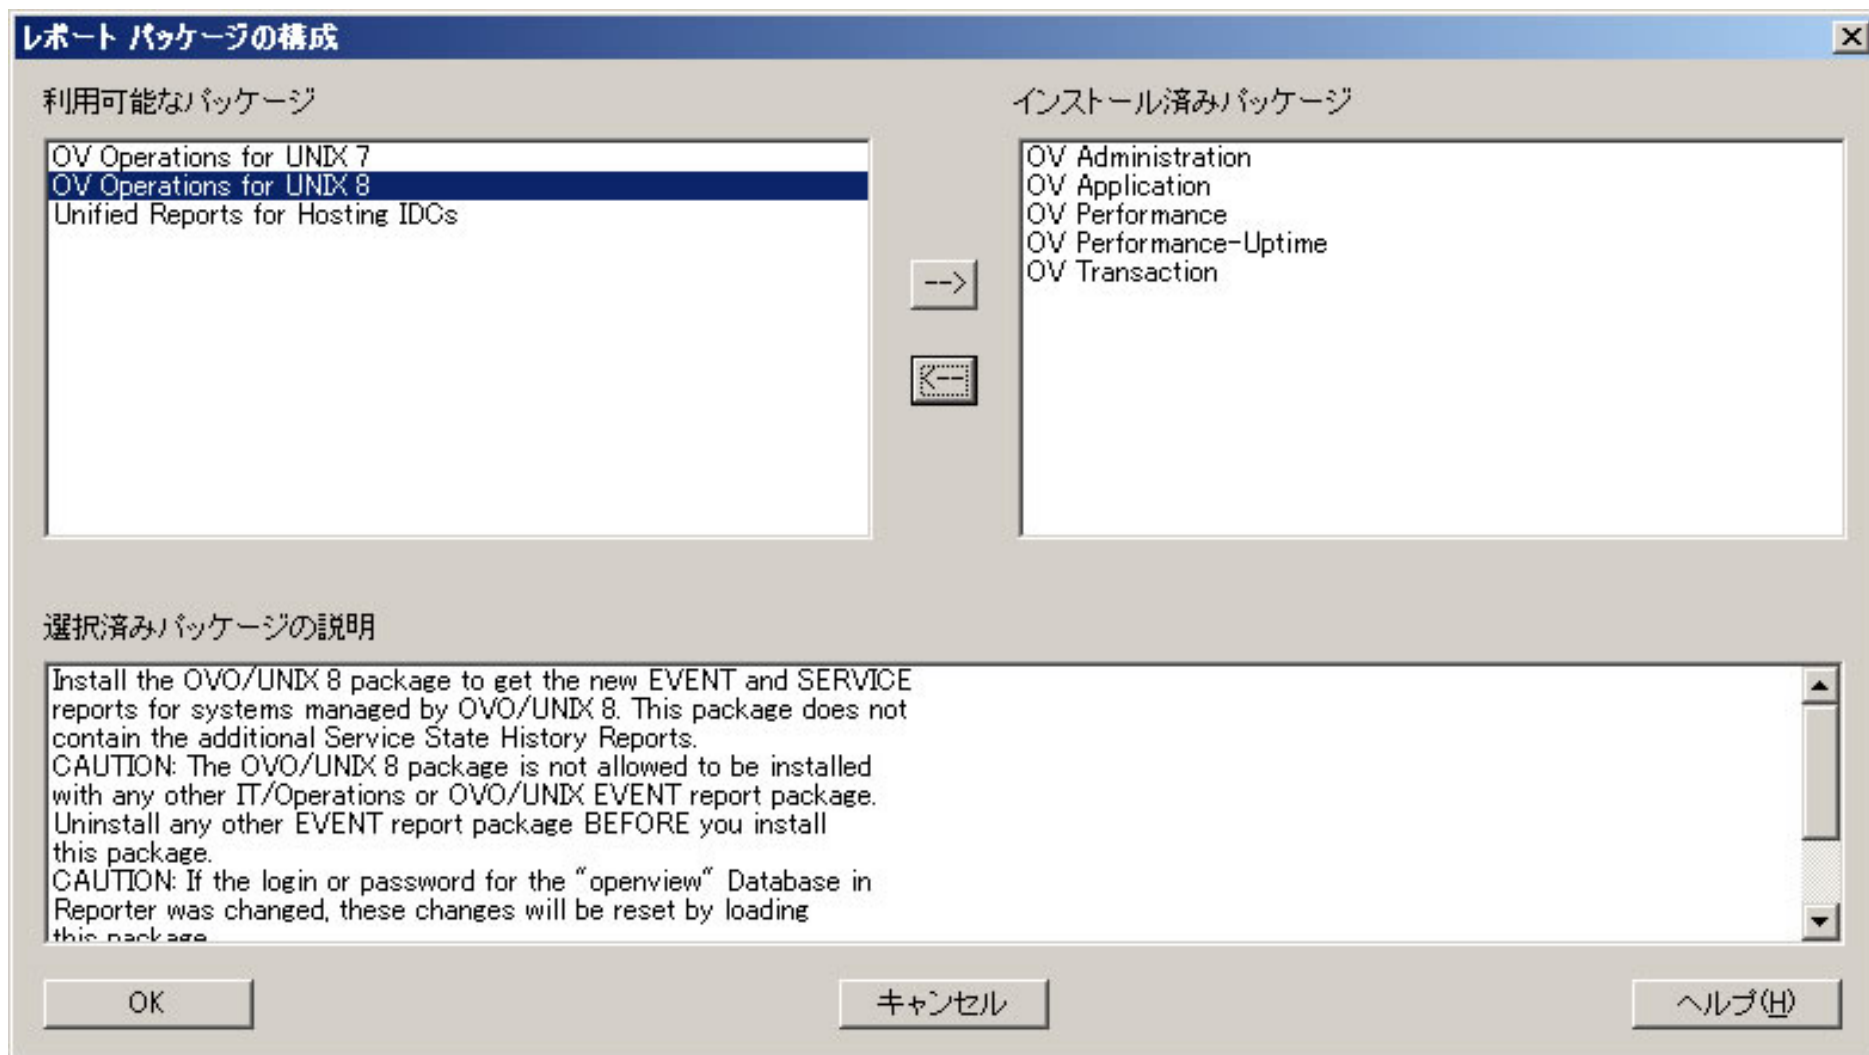 レポート パッケージの構成
利用可能なパッケージ
インストール済みパッケージ
OV Operations for UNIX 7
OV Operations for UNIX 8
Unified Reports for Hosting IDCs
OV Administration
OV Application
OV Performance
OV Performance-Uptime
OV Transaction
-->
<--
選択済みパッケージの説明
Install the OVO/UNIX 8 package to get the new EVENT and SERVICE
reports for systems managed by OVO/UNIX 8. This package does not
contain the additional Service State History Reports.
CAUTION: The OVO/UNIX 8 package is not allowed to be installed
with any other IT/Operations or OVO/UNIX EVENT report package.
Uninstall any other EVENT report package BEFORE you install
this package.
CAUTION: If the login or password for the "openview" Database in
Reporter was changed, these changes will be reset by loading
this package
OK
キャンセル
ヘルプ(H)